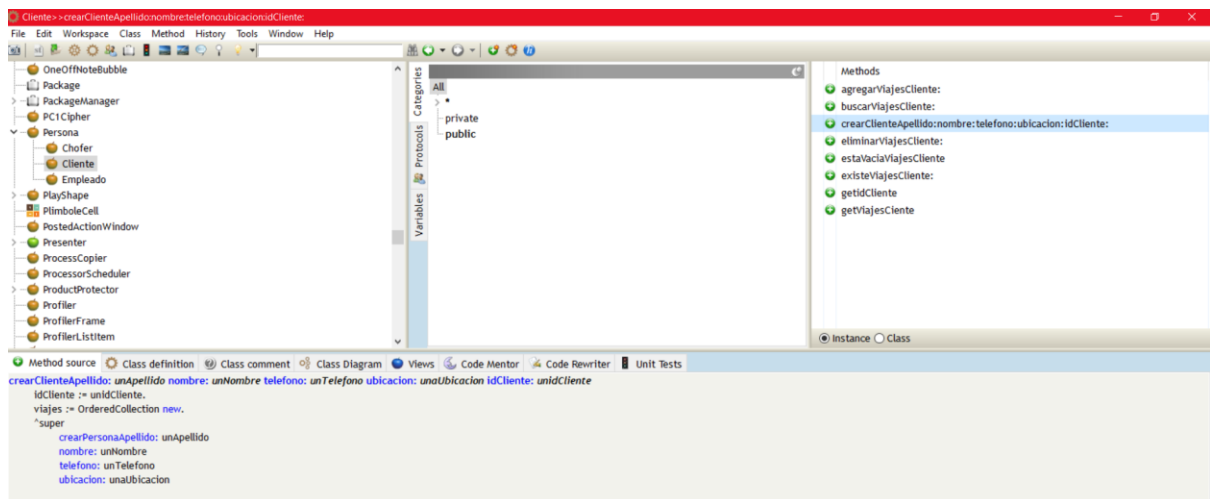 Cliente>>crearClienteApellido:nombre:telefono:ubicacion:idCliente:
File Edit Workspace Class Method History Tools Window Help
OneOffNoteBubble
Package
PackageManager
PC1Cipher
Persona
Chofer
Cliente
Empleado
PlayShape
PlimboleCell
PostedActionWindow
Presenter
ProcessCopier
ProcessorScheduler
ProductProtector
Profiler
ProfilerFrame
ProfilerListItem
Categories
Protocols
Variables
All
private
public
Methods
agregarViajesCliente:
buscarViajesCliente:
crearClienteApellido:nombre:telefono:ubicacion:idCliente:
eliminarViajesCliente:
estaVaciaViajesCliente
existeViajesCliente:
getidCliente
getViajesCiente
Instance Class
Method source Class definition Class comment Class Diagram Views Code Mentor Code Rewriter Unit Tests
crearClienteApellido: unApellido nombre: unNombre telefono: unTelefono ubicacion: unaUbicacion idCliente: unidCliente
idCliente := unidCliente.
viajes := OrderedCollection new.
^super
crearPersonaApellido: unApellido
nombre: unNombre
telefono: unTelefono
ubicacion: unaUbicacion